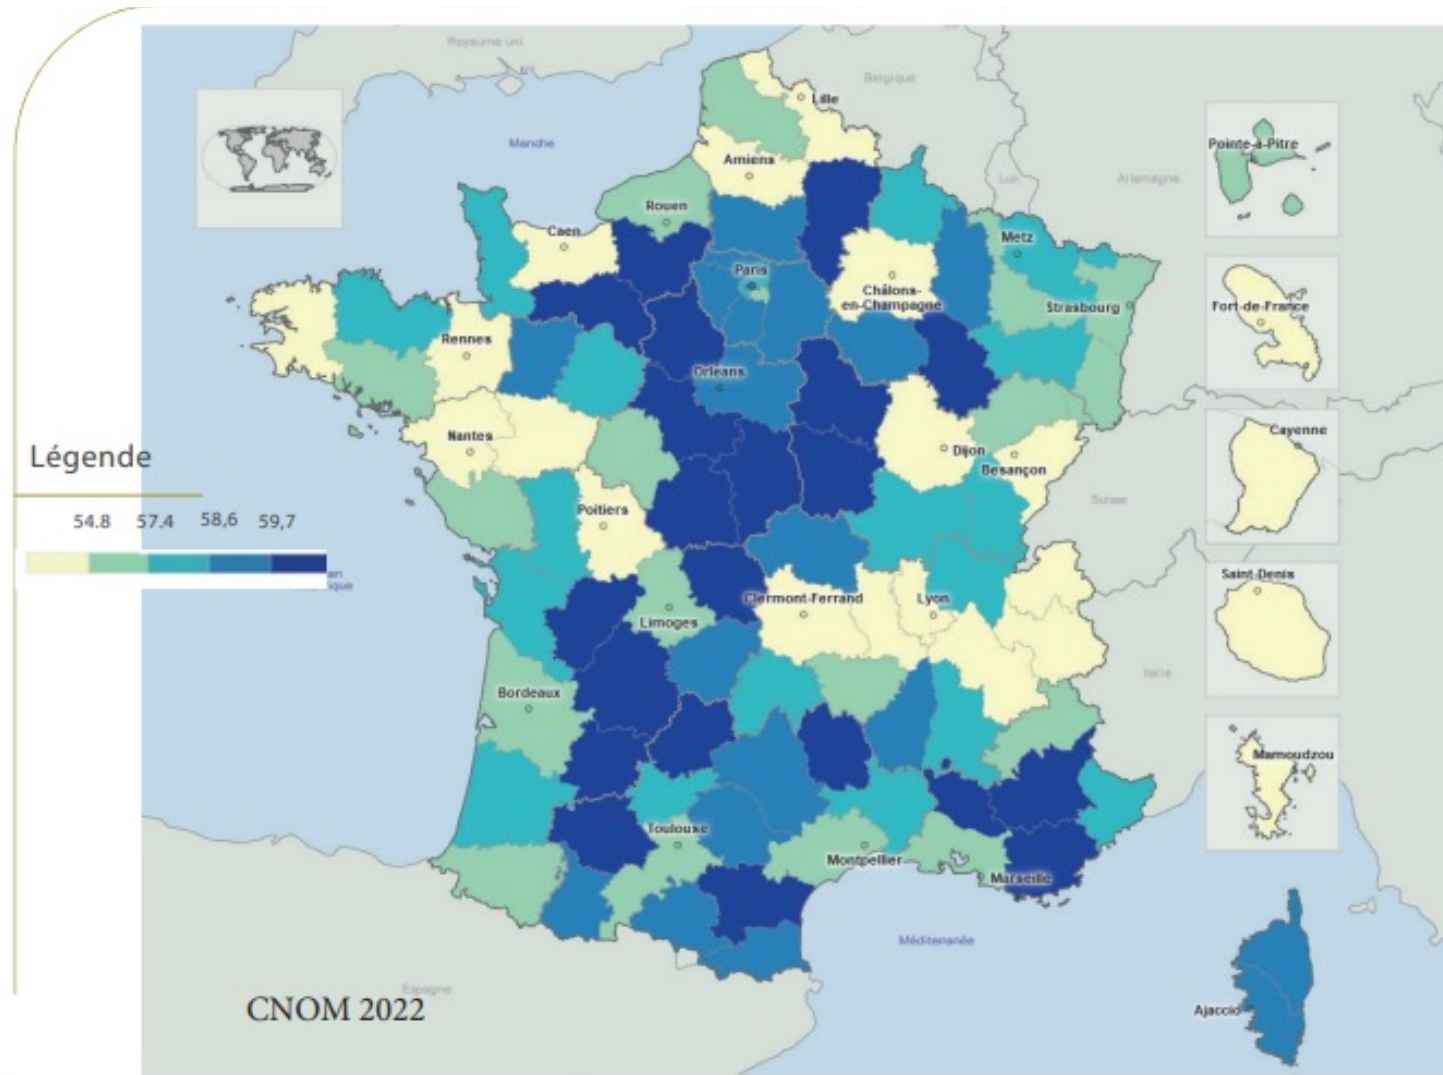 Royaume uni
Belgique
Lille
Manche
Pointe-à-Pitre
Amiens
Lux.
Allemagne
Rouen
Caen
Metz
Paris
Châlons-
en-Champagne
Strasbourg
Fort-de-France
Rennes
Orléans
Cayenne
Nantes
Dijon
Besançon
Légende
Suisse
Poitiers
54.8 57.4 58,6 59,7
en
ique
Saint-Denis
Clermont-Ferrand
Lyon
Limoges
Italie
Bordeaux
Mamoudzou
Toulouse
Montpellier
Marseille
Méditerranée
Espagne
CNOM 2022
Ajaccio